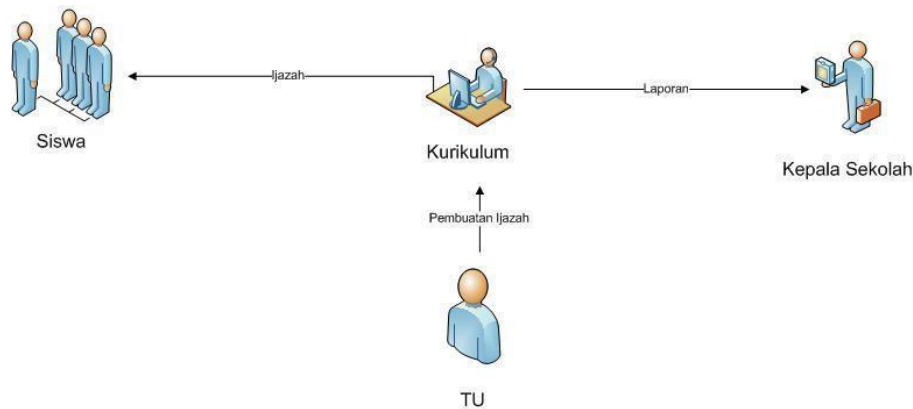 Ijazah
Laporan
Siswa
Kurikulum
Kepala Sekolah
Pembuatan Ijazah
TU